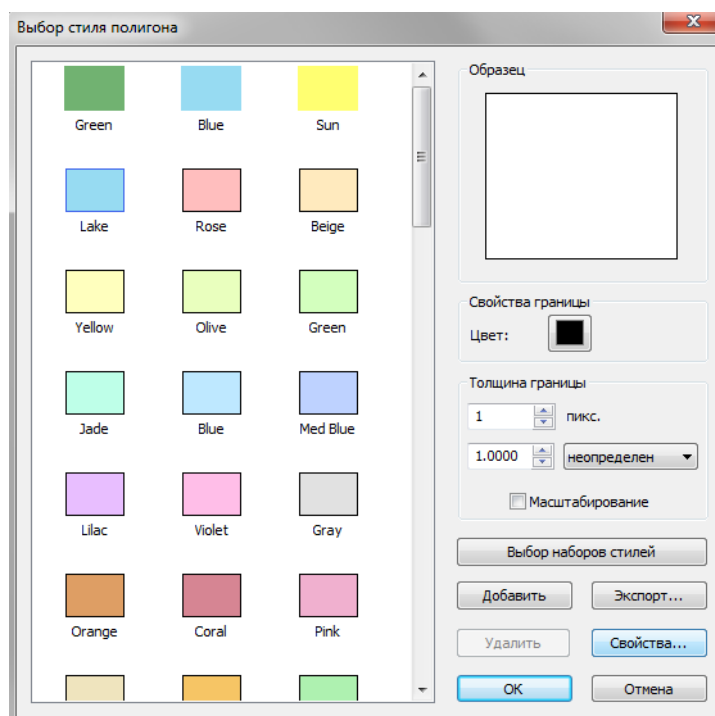 Выбор стиля полигона
Green Blue Sun
Lake Rose Beige
Yellow Olive Green
Jade Blue Med Blue
Lilac Violet Gray
Orange Coral Pink
Образец
Свойства границы
Цвет:
Толщина границы
1 пикс.
1.0000 неопределен
Масштабирование
Выбор наборов стилей
Добавить Экспорт...
Удалить Свойства...
ОК Отмена